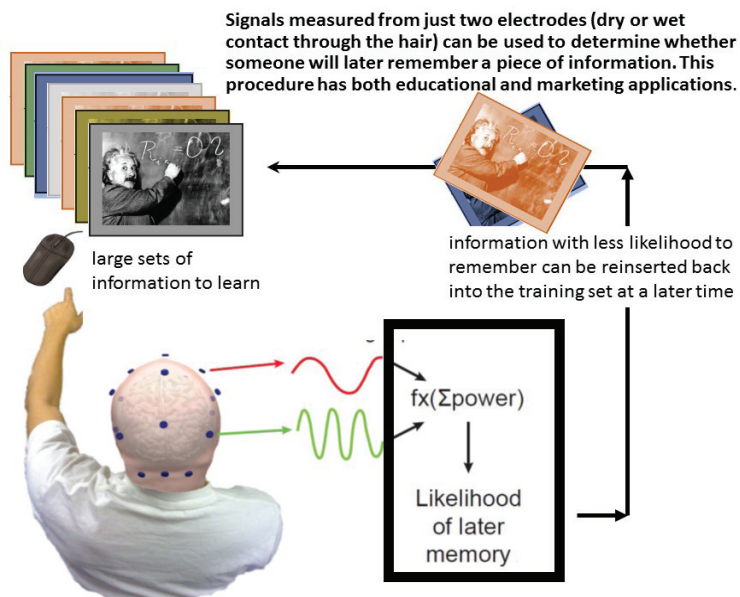 Signals measured from just two electrodes (dry or wet
contact through the hair) can be used to determine whether
someone will later remember a piece of information. This
procedure has both educational and marketing applications.
large sets of
information to learn
information with less likelihood to
remember can be reinserted back
into the training set at a later time
fx(Σpower)
Likelihood
of later
memory